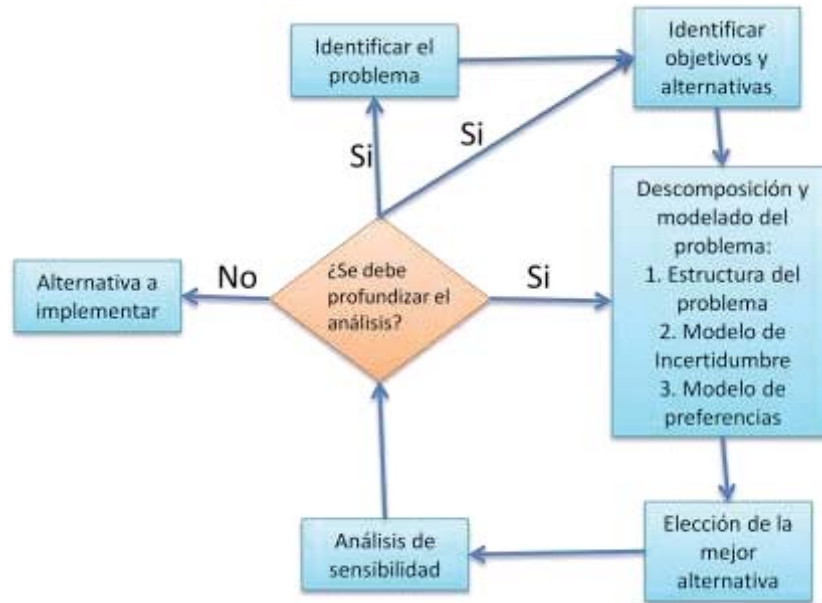 Identificar el
problema
Identificar
objetivos y
alternativas
Si
Si
Descomposición y
modelado del
problema:
1. Estructura del
problema
2. Modelo de
Incertidumbre
3. Modelo de
preferencias
Alternativa a
implementar
No
¿Se debe
profundizar el
análisis?
Si
Análisis de
sensibilidad
Elección de la
mejor
alternativa